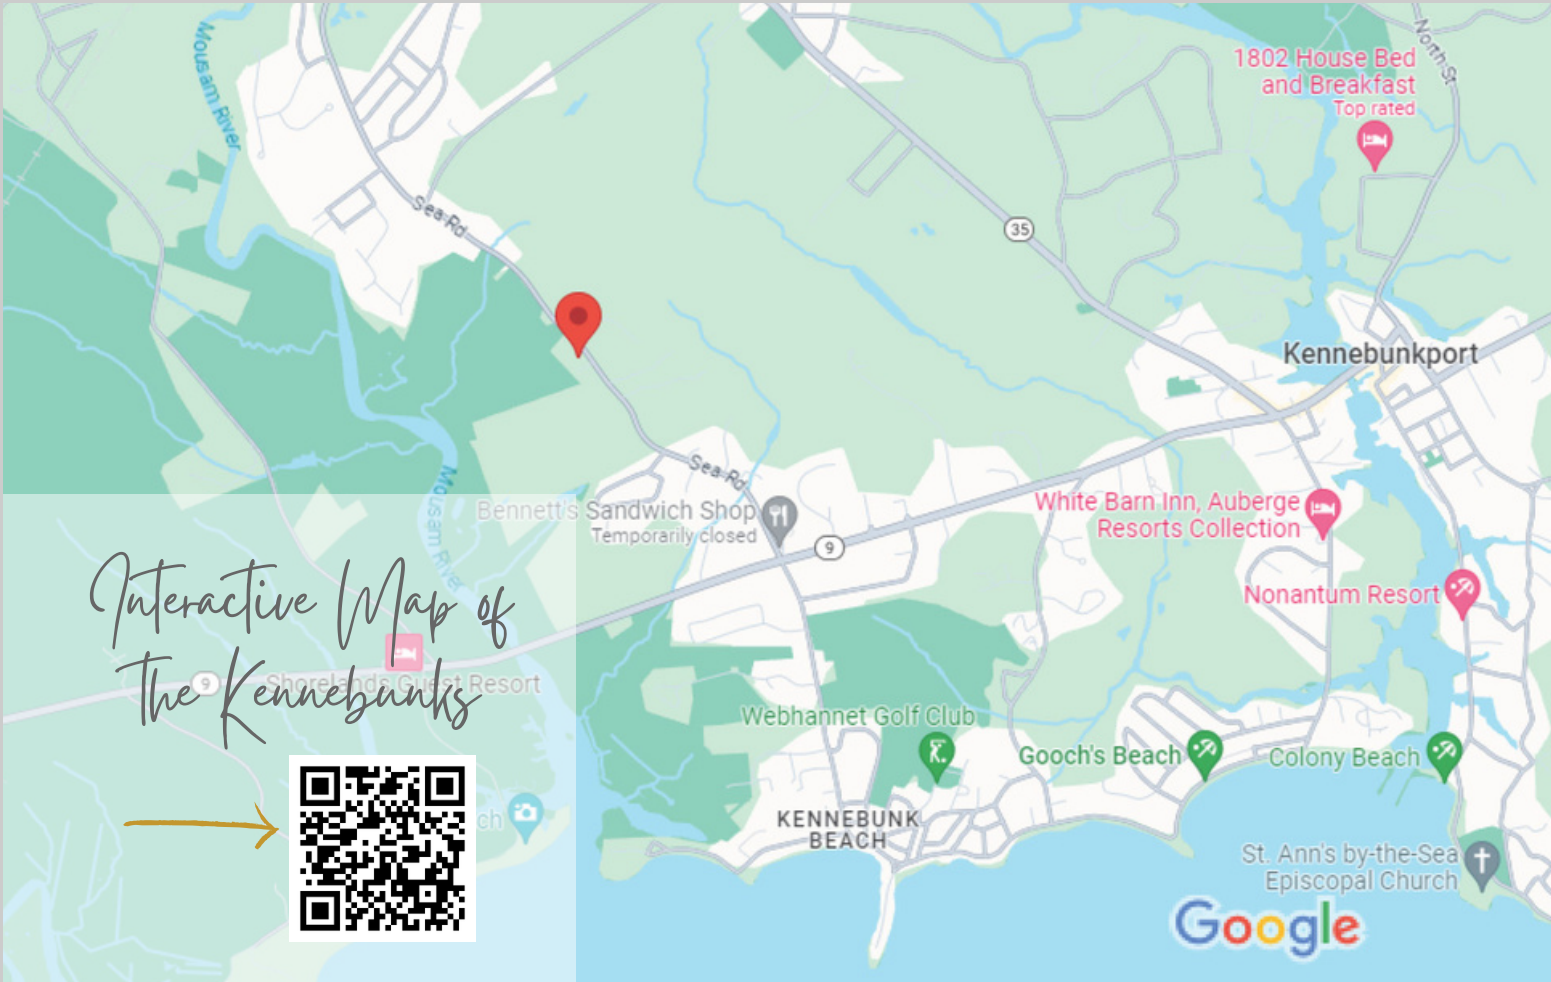 Mousam River
North St
1802 House Bed
and Breakfast
Top rated
Sea Rd
35
Kennebunkport
Sea Rd
Mousam River
Bennett's Sandwich Shop
Temporarily closed
9
White Barn Inn, Auberge
Resorts Collection
Nonantum Resort
Interactive Map of
The Kennebunks
9
Shorelands Guest Resort
Webhannet Golf Club
Gooch's Beach
Colony Beach
KENNEBUNK
BEACH
ch
St. Ann's by-the-Sea
Episcopal Church
Google